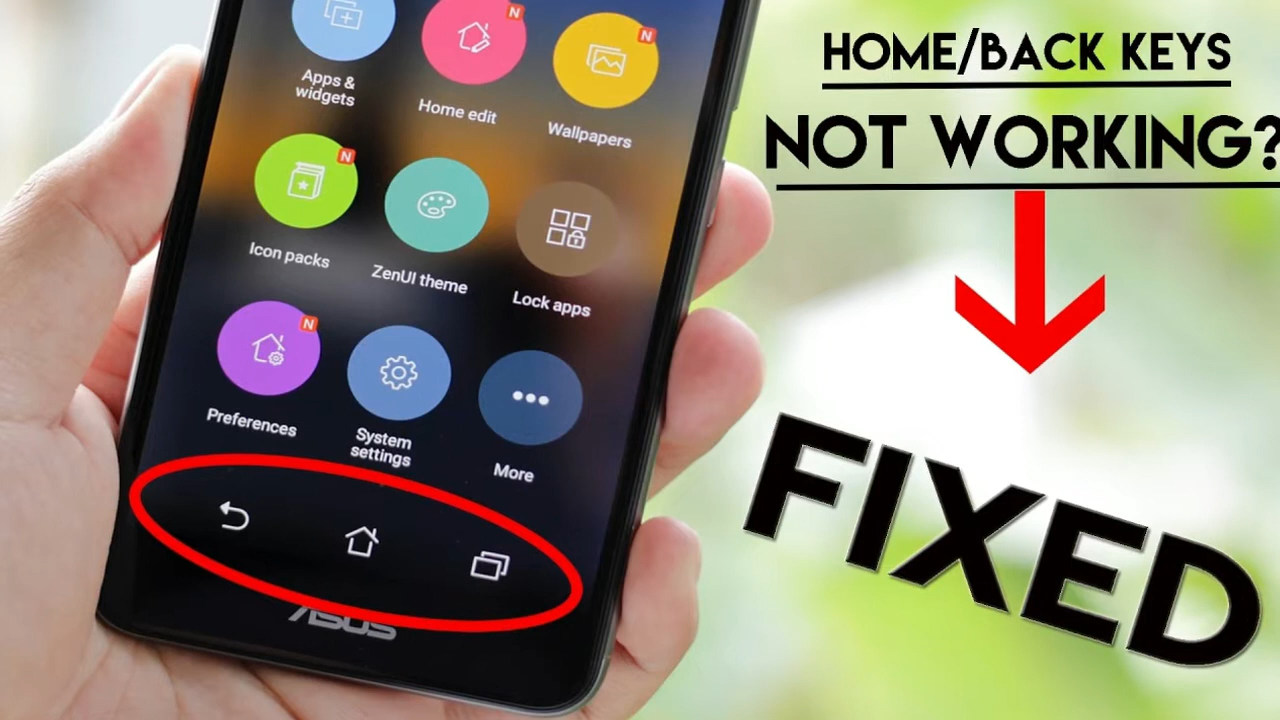 HOME/BACK KEYS
NOT WORKING?
FIXED
N
N
Apps &
widgets
Home edit
Wallpapers
N
Icon packs
ZenUI theme
Lock apps
N
Preferences
System
settings
More
ASUS